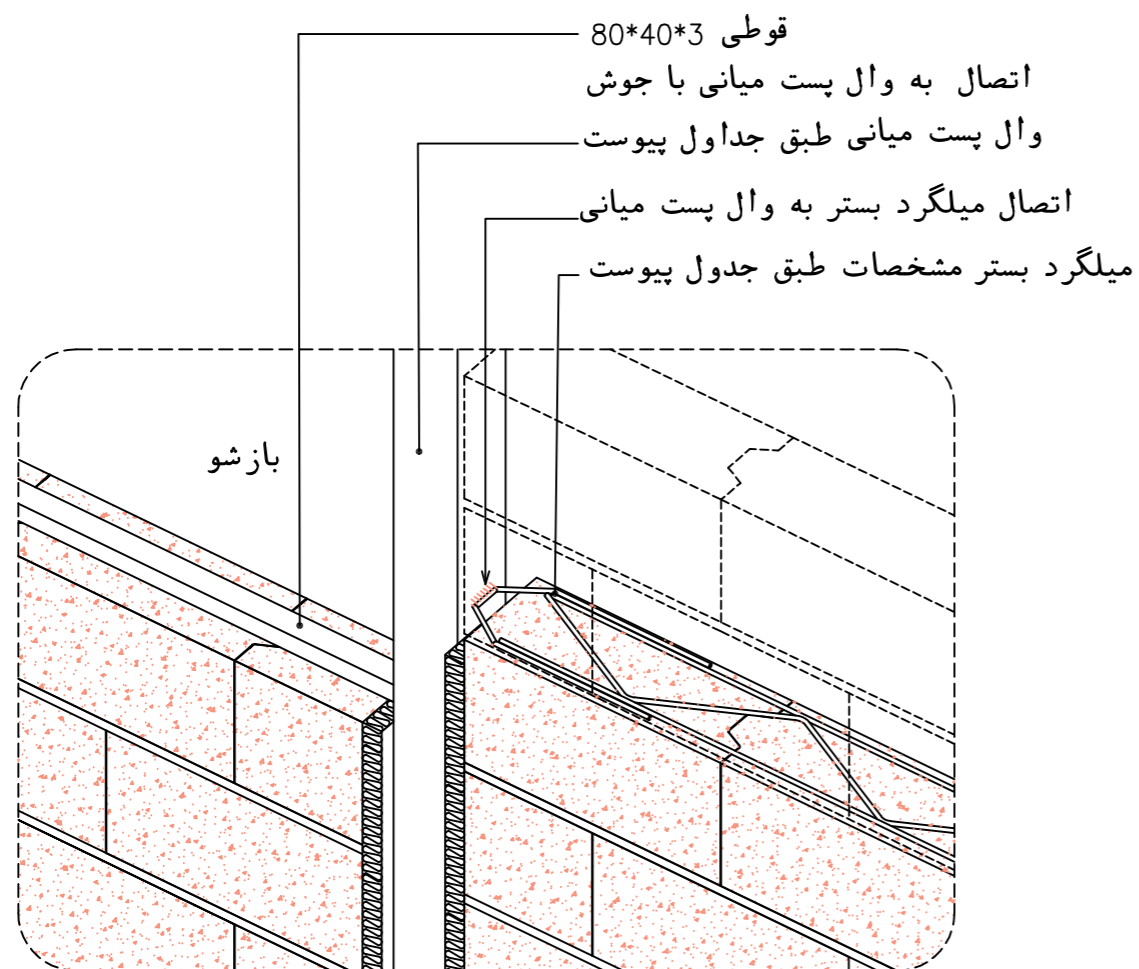 قوطی 80*40*3
اتصال به وال پست میانی با جوش
وال پست میانی طبق جداول پیوست
اتصال میلگرد بستر به وال پست میانی
میلگرد بستر مشخصات طبق جدول پیوست
بازشو